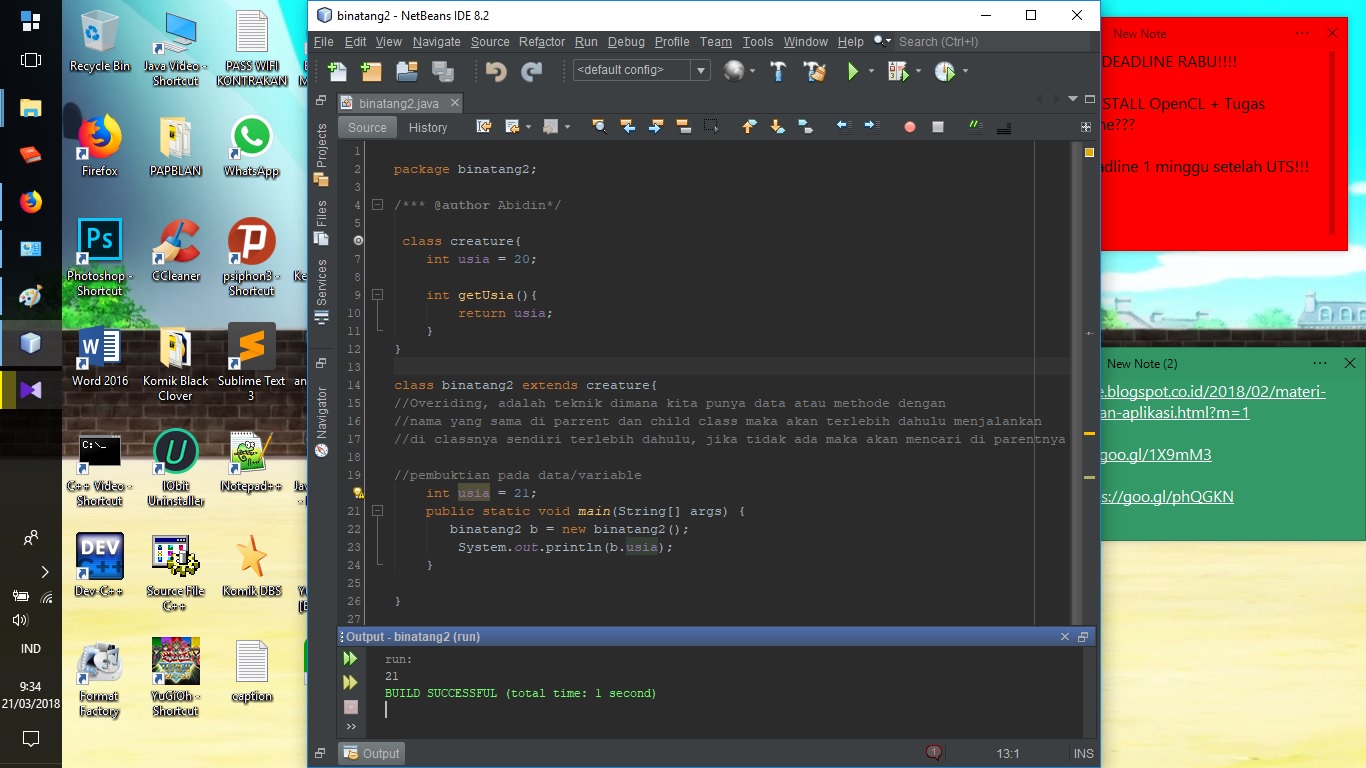 Recycle Bin
Java Video - Shortcut
PASS WIFI KONTRAKAN
Firefox
PAPBLAN
WhatsApp
Photoshop - Shortcut
CCleaner
psiphon3 - Shortcut
Word 2016
Komik Black Clover
Sublime Text 3
C++ Video - Shortcut
IObit Uninstaller
Notepad++
Dev-C++
Source File C++
Komik DBS
Format Factory
YuGiOh - Shortcut
caption
IND
9:34
21/03/2018
binatang2 - NetBeans IDE 8.2
File Edit View Navigate Source Refactor Run Debug Profile Team Tools Window Help
Search (Ctrl+I)
<default config>
binatang2.java
Source History
Projects
Files
Services
Navigator
1
2 package binatang2;
3
4 /*** @author Abidin*/
5
class creature{
7 int usia = 20;
8
9 int getUsia(){
10 return usia;
11 }
12 }
13
14 class binatang2 extends creature{
15 //Overiding, adalah teknik dimana kita punya data atau methode dengan
16 //nama yang sama di parrent dan child class maka akan terlebih dahulu menjalankan
17 //di classnya sendiri terlebih dahulu, jika tidak ada maka akan mencari di parentnya
18
19 //pembuktian pada data/variable
int usia = 21;
21 public static void main(String[] args) {
22 binatang2 b = new binatang2();
23 System.out.println(b.usia);
24 }
25
26 }
27
Output - binatang2 (run)
run:
21
BUILD SUCCESSFUL (total time: 1 second)
Output
1
13:1
INS
New Note
DEADLINE RABU!!!!
STALL OpenCL + Tugas
ne???
adline 1 minggu setelah UTS!!!
New Note (2)
e.blogspot.co.id/2018/02/materi-
an-aplikasi.html?m=1
goo.gl/1X9mM3
s://goo.gl/phQGKN